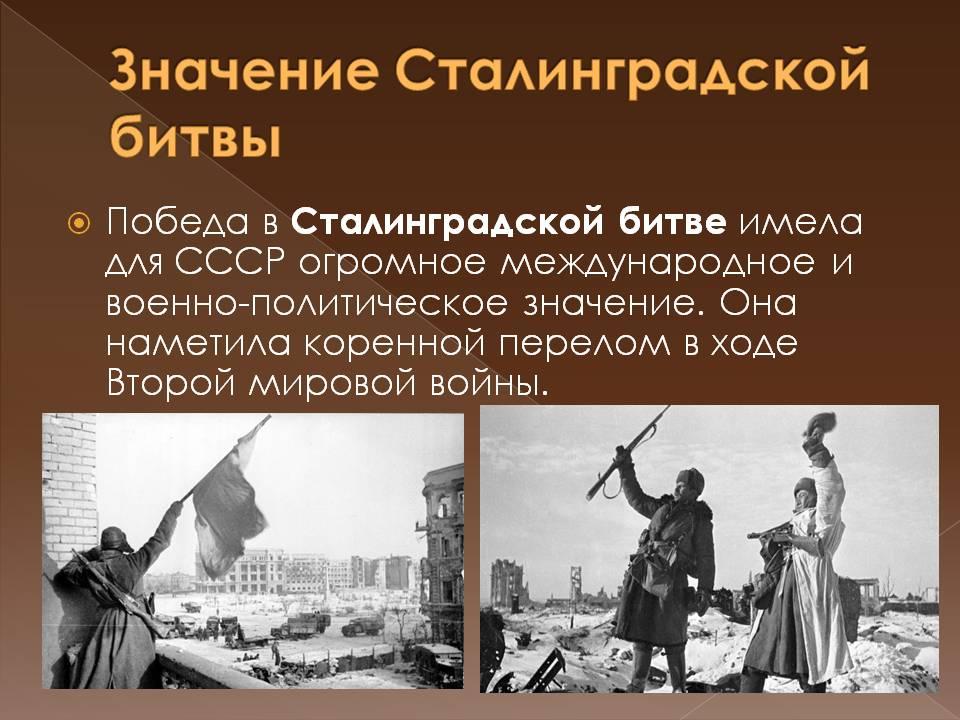 Значение Сталинградской
битвы
Победа в Сталинградской битве имела
для СССР огромное международное и
военно-политическое значение. Она
наметила коренной перелом в ходе
Второй мировой войны.